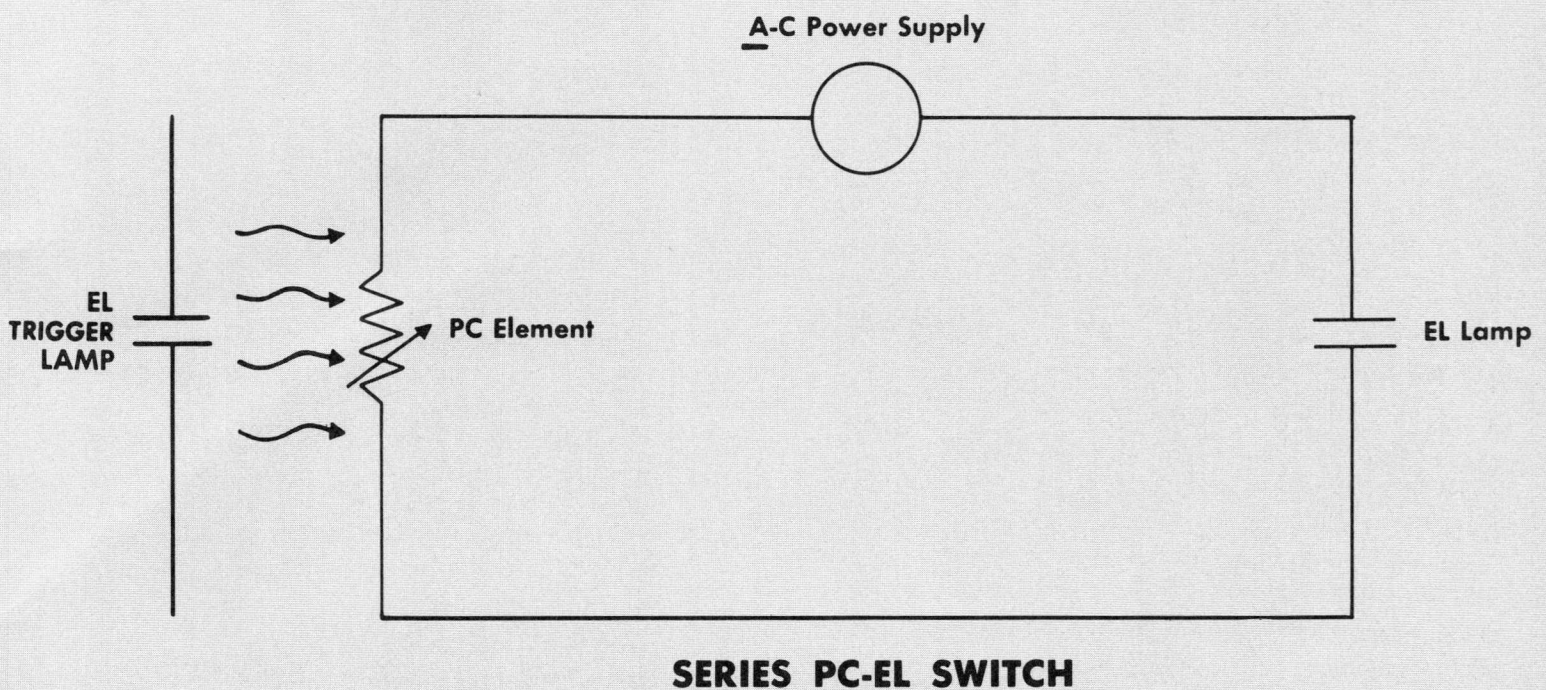 A-C Power Supply
EL
TRIGGER
LAMP
PC Element
EL Lamp
SERIES PC-EL SWITCH